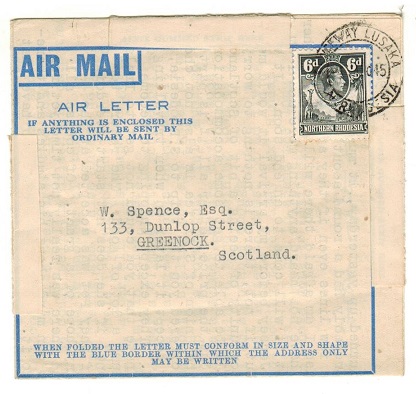 AIR MAIL
AIR LETTER
IF ANYTHING IS ENCLOSED THIS
LETTER WILL BE SENT BY
ORDINARY MAIL
6d 6d
NORTHERN RHODESIA
LUSAKA
W. Spence, Esq.
133, Dunlop Street,
GREENOCK.
Scotland.
WHEN FOLDED THE LETTER MUST CONFORM IN SIZE AND SHAPE
WITH THE BLUE BORDER WITHIN WHICH THE ADDRESS ONLY
MAY BE WRITTEN